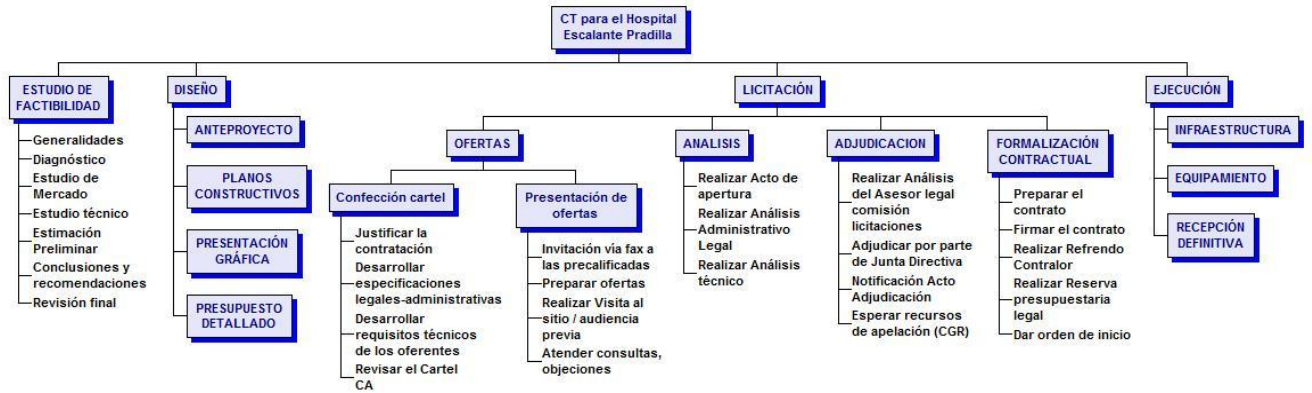 CT para el Hospital
Escalante Pradilla
ESTUDIO DE
FACTIBILIDAD
Generalidades
Diagnóstico
Estudio de
Mercado
Estudio técnico
Estimación
Preliminar
Conclusiones y
recomendaciones
Revisión final
DISEÑO
ANTEPROYECTO
PLANOS
CONSTRUCTIVOS
PRESENTACIÓN
GRÁFICA
PRESUPUESTO
DETALLADO
LICITACIÓN
OFERTAS
Confección cartel
Justificar la
contratación
Desarrollar
especificaciones
legales-administrativas
Desarrollar
requisitos técnicos
de los oferentes
Revisar el Cartel
CA
Presentación de
ofertas
Invitación vía fax a
las precalificadas
Preparar ofertas
Realizar Visita al
sitio / audiencia
previa
Atender consultas,
objeciones
ANALISIS
Realizar Acto de
apertura
Realizar Análisis
Administrativo
Legal
Realizar Análisis
técnico
ADJUDICACION
Realizar Análisis
del Asesor legal
comisión
licitaciones
Adjudicar por parte
de Junta Directiva
Notificación Acto
Adjudicación
Esperar recursos
de apelación (CGR)
FORMALIZACIÓN
CONTRACTUAL
Preparar el
contrato
Firmar el contrato
Realizar Refrendo
Contralor
Realizar Reserva
presupuestaria
legal
Dar orden de inicio
EJECUCIÓN
INFRAESTRUCTURA
EQUIPAMIENTO
RECEPCIÓN
DEFINITIVA